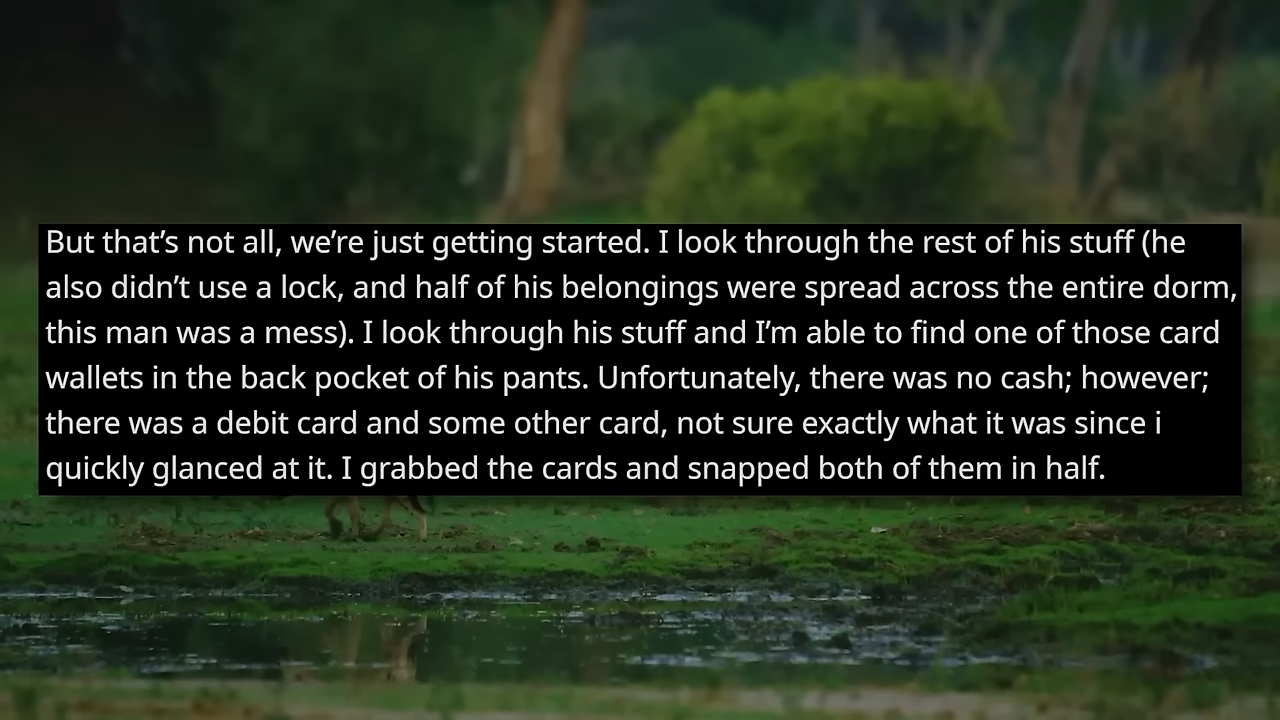 But that’s not all, we’re just getting started. I look through the rest of his stuff (he
also didn’t use a lock, and half of his belongings were spread across the entire dorm,
this man was a mess). I look through his stuff and I’m able to find one of those card
wallets in the back pocket of his pants. Unfortunately, there was no cash; however;
there was a debit card and some other card, not sure exactly what it was since i
quickly glanced at it. I grabbed the cards and snapped both of them in half.